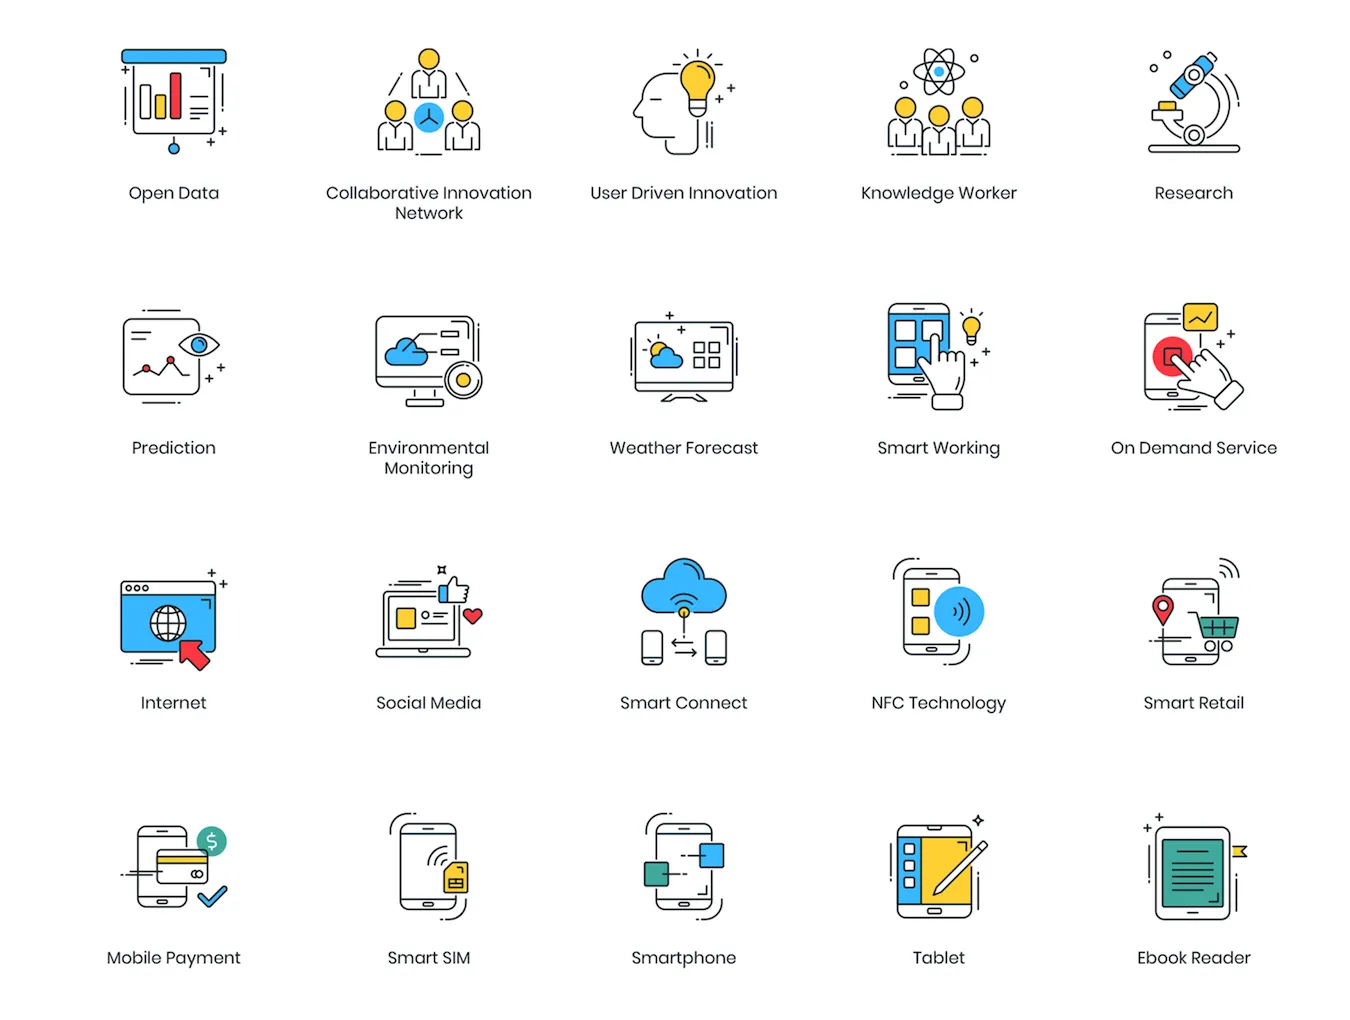 Open Data
Collaborative Innovation
Network
User Driven Innovation
Knowledge Worker
Research
Prediction
Environmental
Monitoring
Weather Forecast
Smart Working
On Demand Service
Internet
Social Media
Smart Connect
NFC Technology
Smart Retail
$
Mobile Payment
Smart SIM
Smartphone
Tablet
Ebook Reader